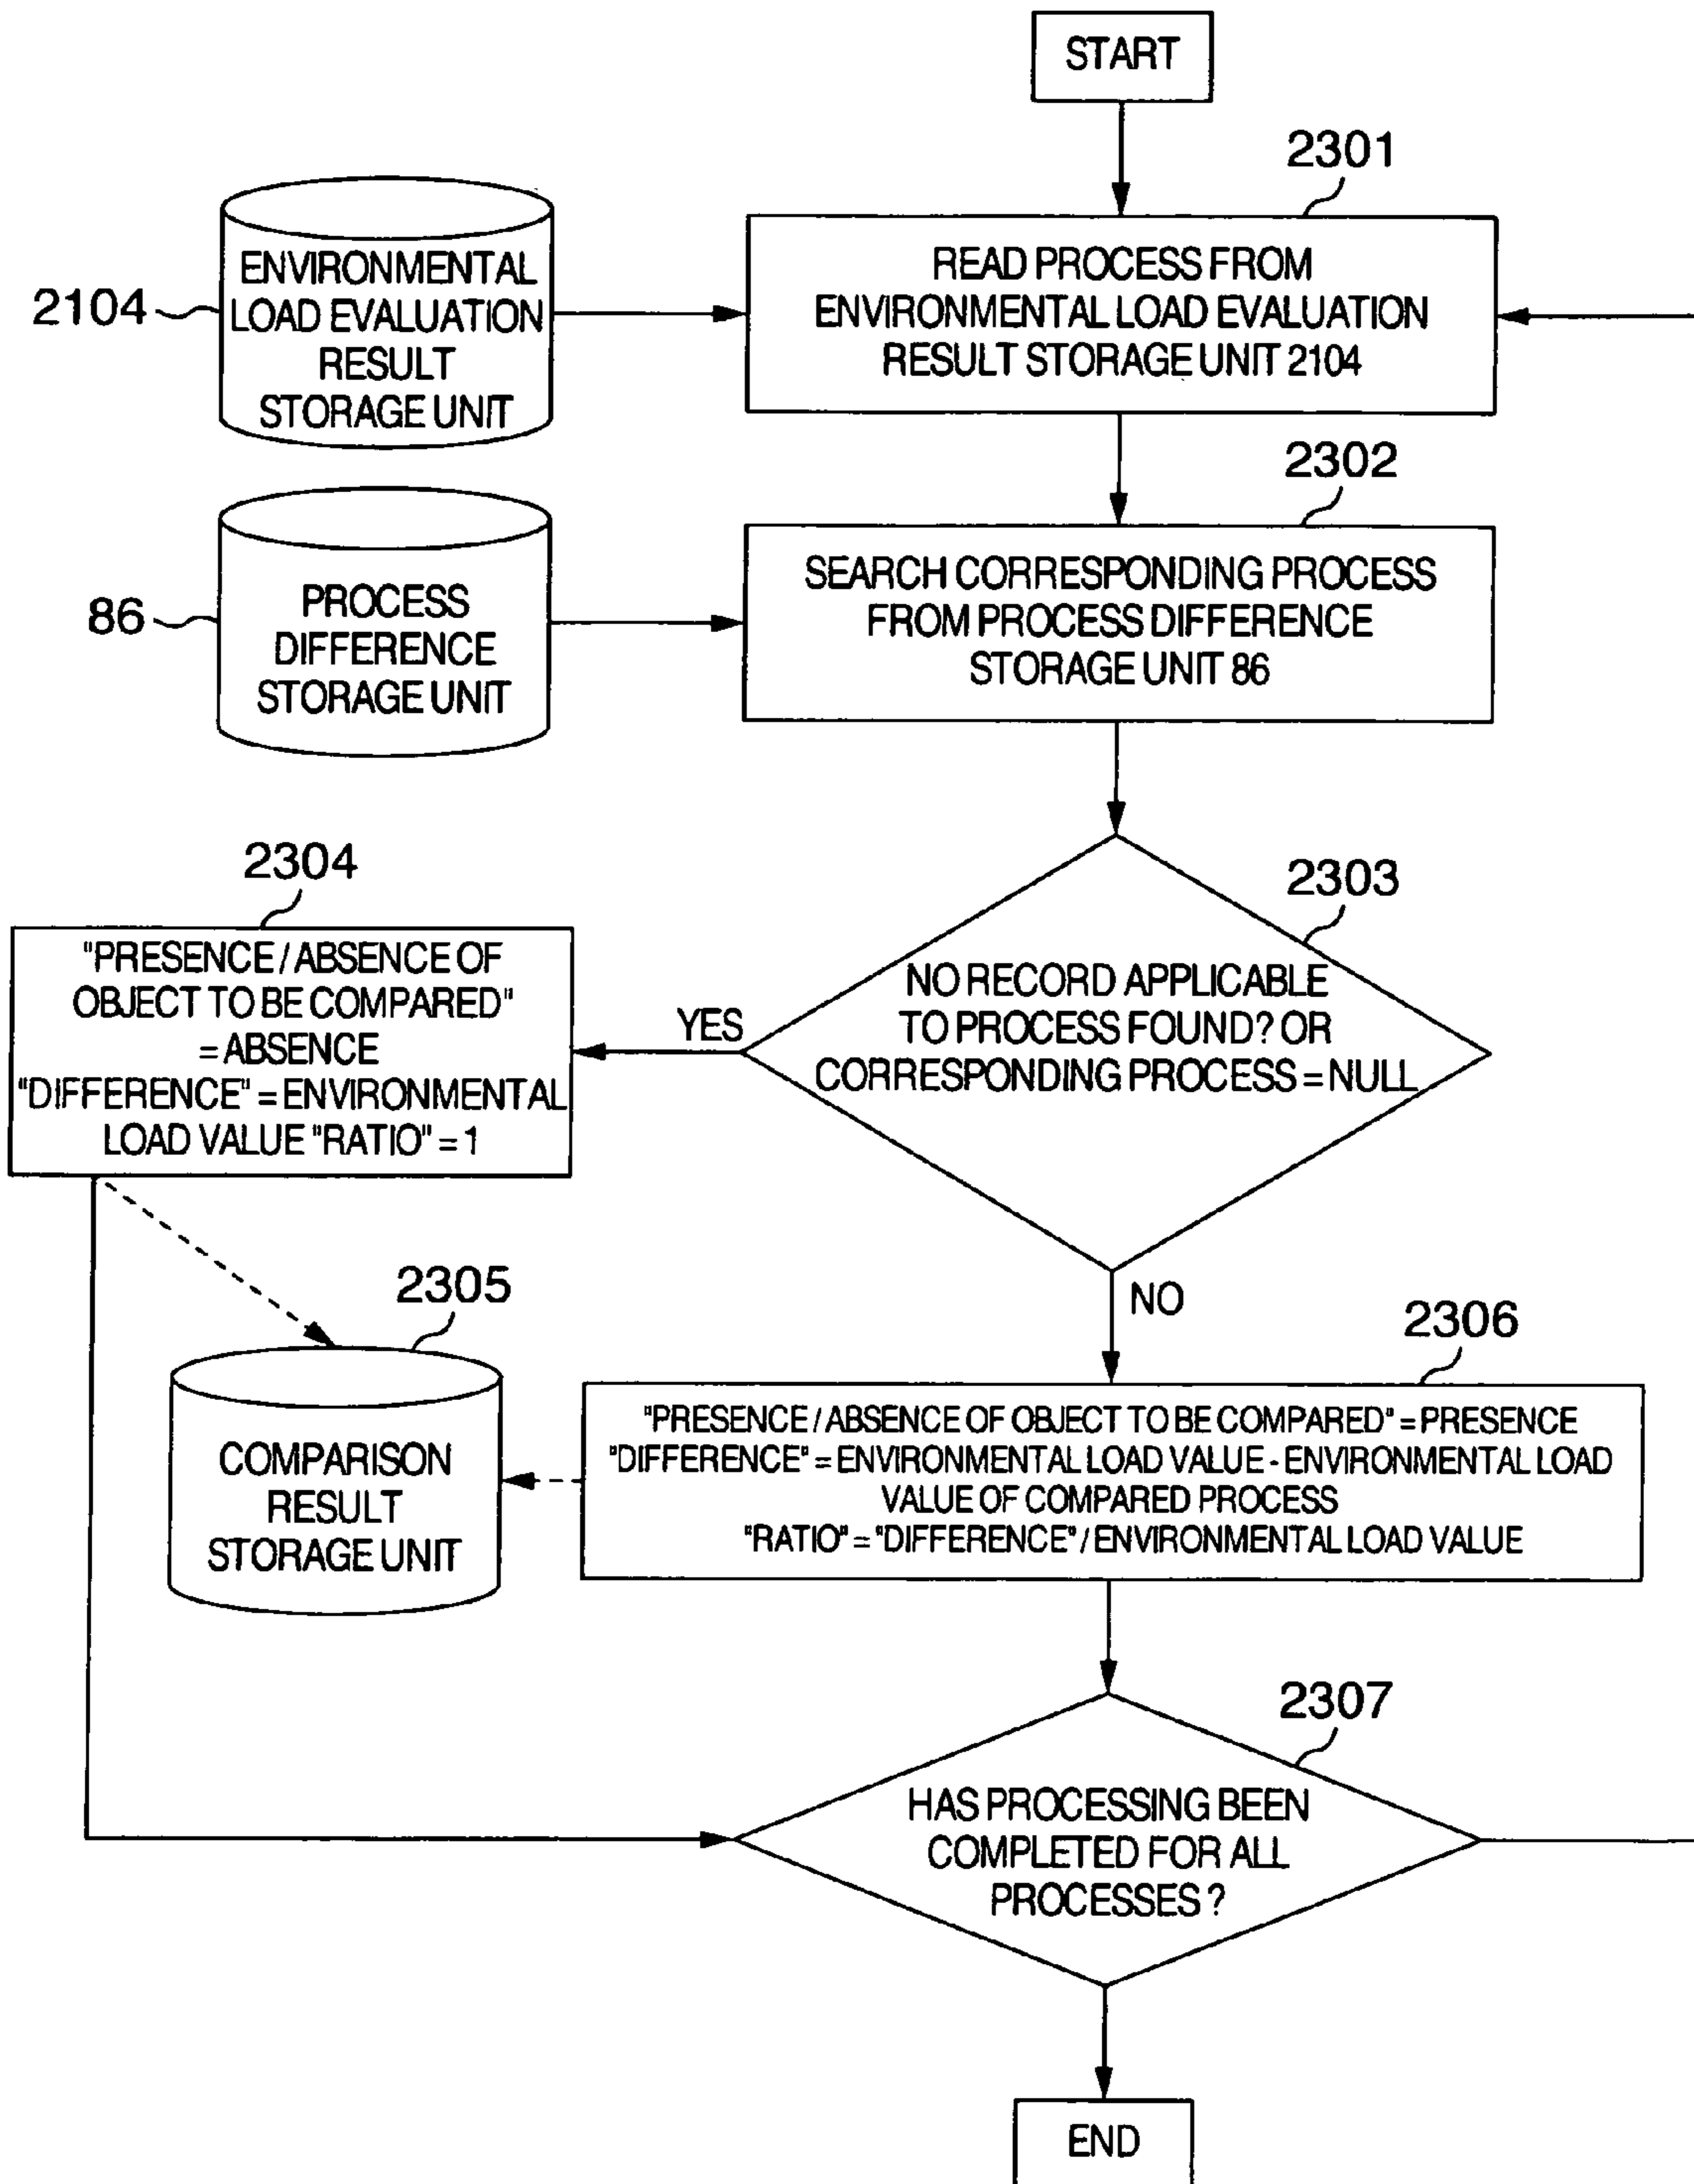 START
2301
READ PROCESS FROM
ENVIRONMENTAL LOAD EVALUATION
RESULT STORAGE UNIT 2104
2104
ENVIRONMENTAL
LOAD EVALUATION
RESULT
STORAGE UNIT
2302
SEARCH CORRESPONDING PROCESS
FROM PROCESS DIFFERENCE
STORAGE UNIT 86
86
PROCESS
DIFFERENCE
STORAGE UNIT
2303
NO RECORD APPLICABLE
TO PROCESS FOUND? OR
CORRESPONDING PROCESS = NULL
YES
2304
"PRESENCE / ABSENCE OF
OBJECT TO BE COMPARED"
= ABSENCE
"DIFFERENCE" = ENVIRONMENTAL
LOAD VALUE "RATIO" = 1
NO
2305
COMPARISON
RESULT
STORAGE UNIT
2306
"PRESENCE / ABSENCE OF OBJECT TO BE COMPARED" = PRESENCE
"DIFFERENCE" = ENVIRONMENTAL LOAD VALUE - ENVIRONMENTAL LOAD
VALUE OF COMPARED PROCESS
"RATIO" = "DIFFERENCE" / ENVIRONMENTAL LOAD VALUE
2307
HAS PROCESSING BEEN
COMPLETED FOR ALL
PROCESSES ?
END